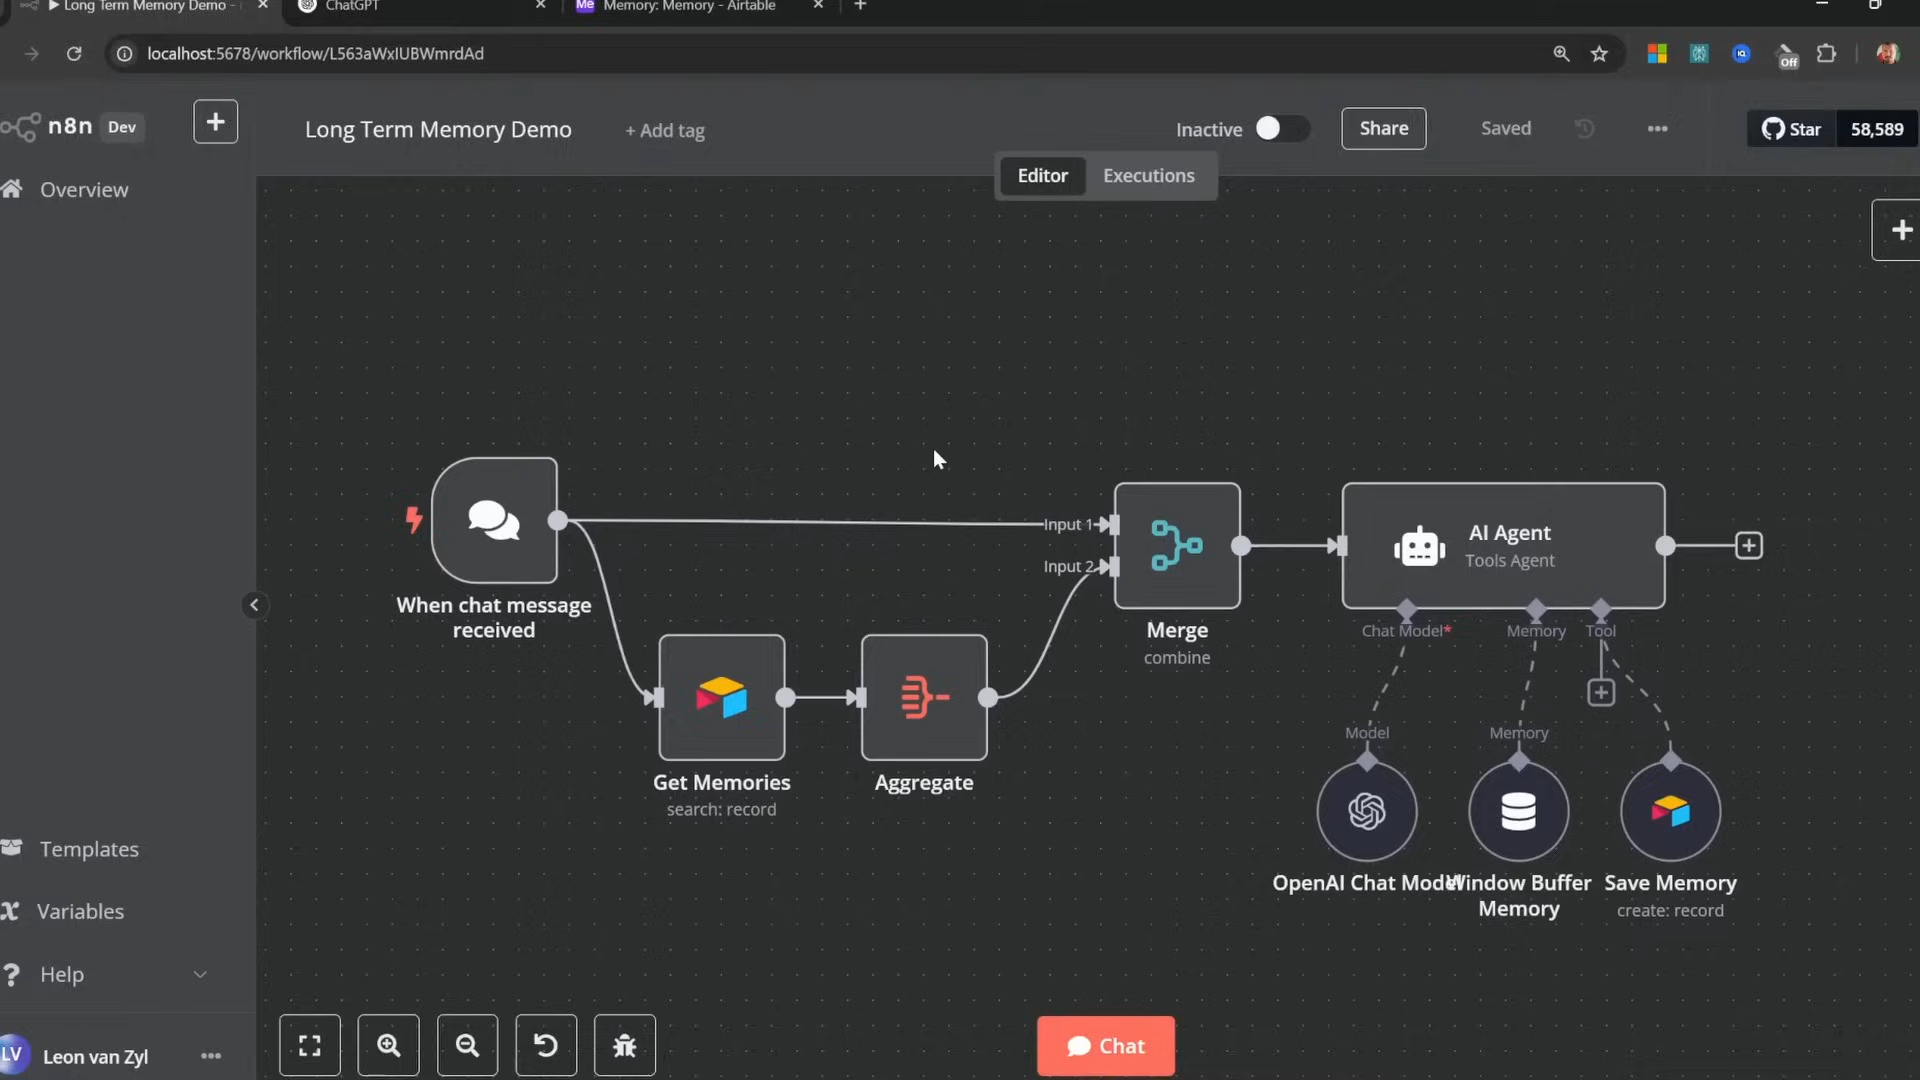 Long Term Memory Demo -
ChatGPT
Me Memory: Memory - Airtable
localhost:5678/workflow/L563aWxIUBWmrdAd
Off
n8n Dev
Long Term Memory Demo
+ Add tag
Inactive
Share
Saved
Star 58,589
Editor
Executions
Overview
When chat message
received
Input 1
Input 2
Merge
combine
AI Agent
Tools Agent
Chat Model*
Memory
Tool
Get Memories
search: record
Aggregate
Model
Memory
OpenAI Chat Model
Window Buffer
Memory
Save Memory
create: record
Templates
Variables
Help
LV Leon van Zyl
Chat